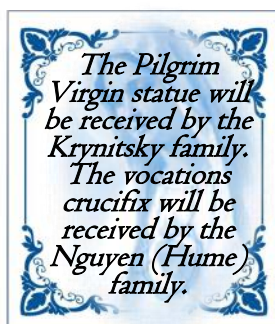 The Pilgrim
Virgin statue will
be received by the
Krynitsky family.
The vocations
crucifix will be
received by the
Nguyen (Hume)
family.